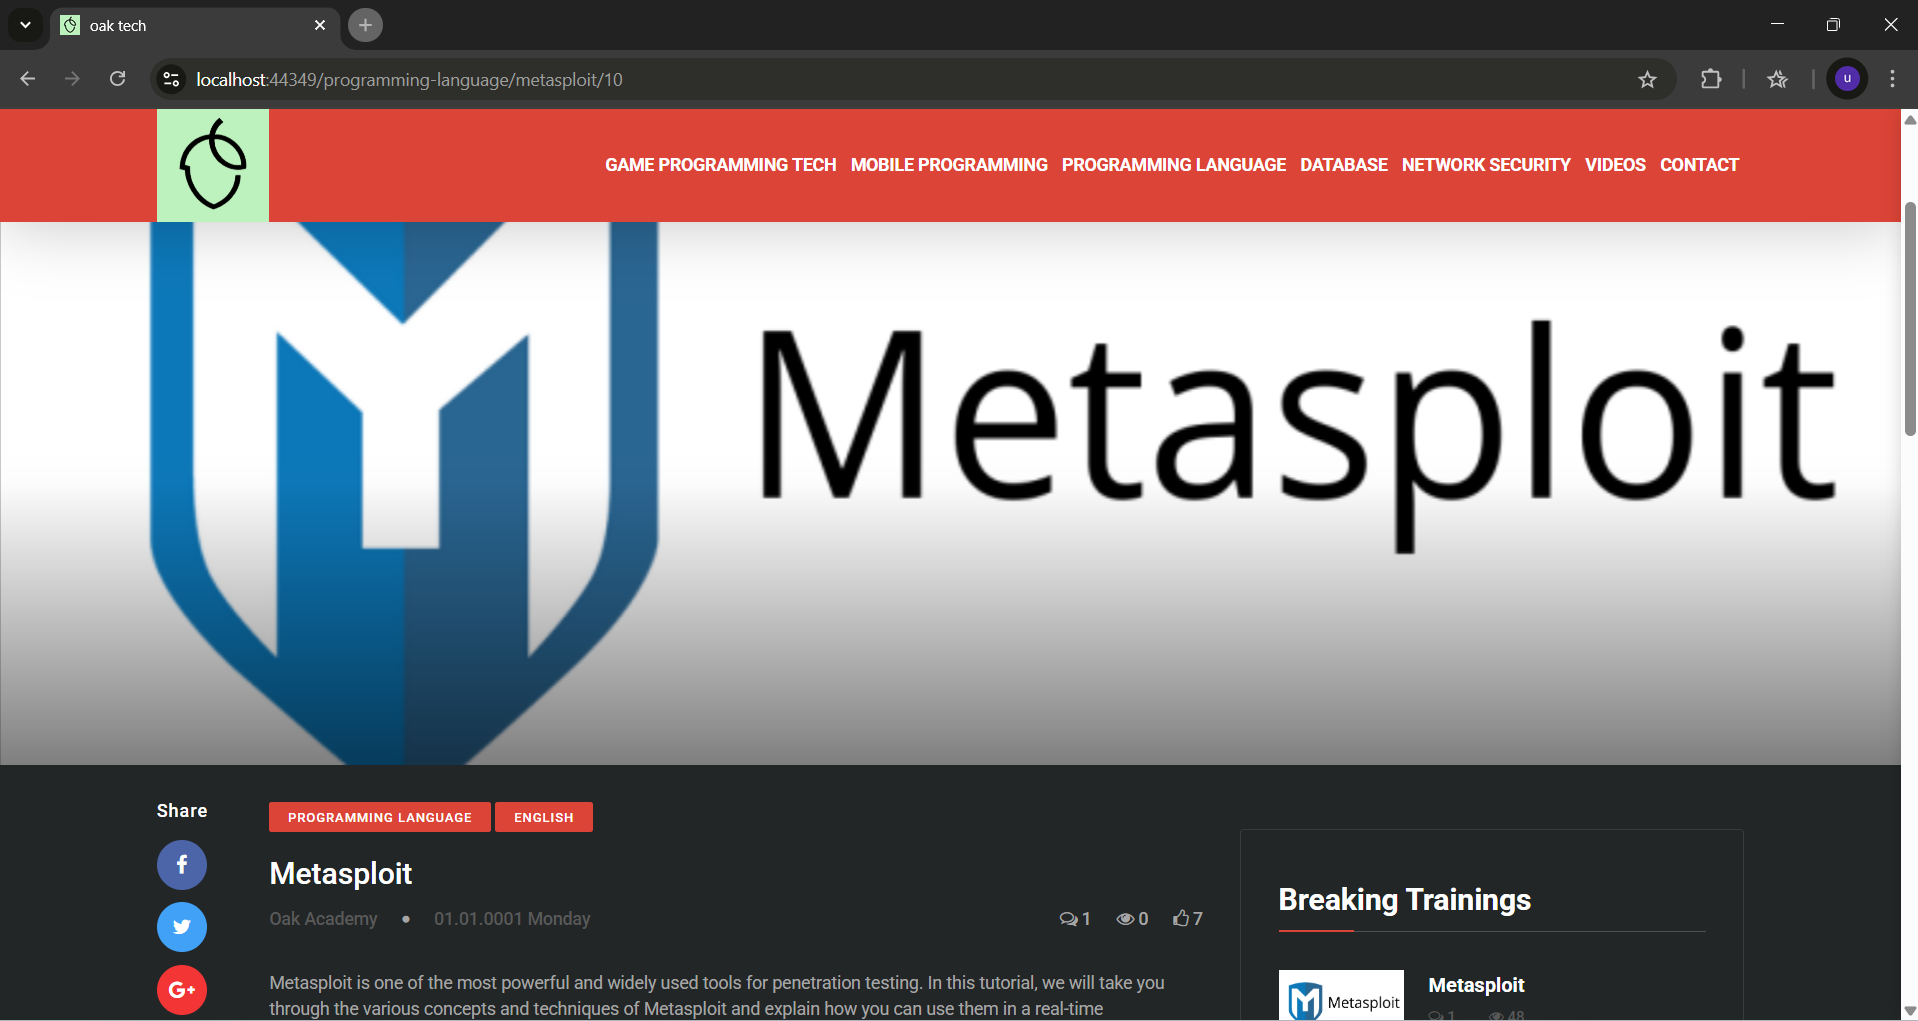 oak tech
localhost:44349/programming-language/metasploit/10
u
GAME PROGRAMMING TECH MOBILE PROGRAMMING PROGRAMMING LANGUAGE DATABASE NETWORK SECURITY VIDEOS CONTACT
Metasploit
Share
PROGRAMMING LANGUAGE ENGLISH
Metasploit
Oak Academy • 01.01.0001 Monday 1 0 7
Metasploit is one of the most powerful and widely used tools for penetration testing. In this tutorial, we will take you
through the various concepts and techniques of Metasploit and explain how you can use them in a real-time
f
G+
Breaking Trainings
Metasploit
Metasploit
1 48